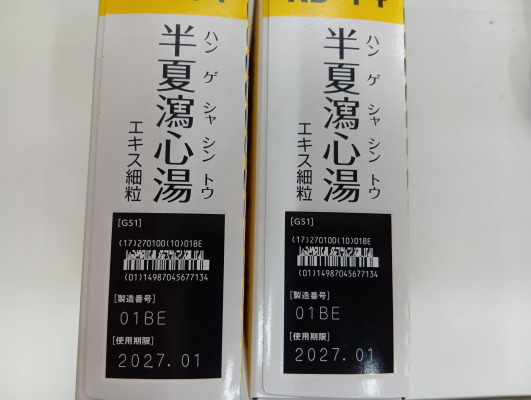 半夏瀉心湯
ハンゲシャシントウ
エキス細粒
[GS1]
(17)270100(10)01BE
(01)14987045677134
[製造番号]
01BE
[使用期限]
2027.01
半夏瀉心湯
ハンゲシャシントウ
エキス細粒
[GS1]
(17)270100(10)01BE
(01)14987045677134
[製造番号]
01BE
[使用期限]
2027.01